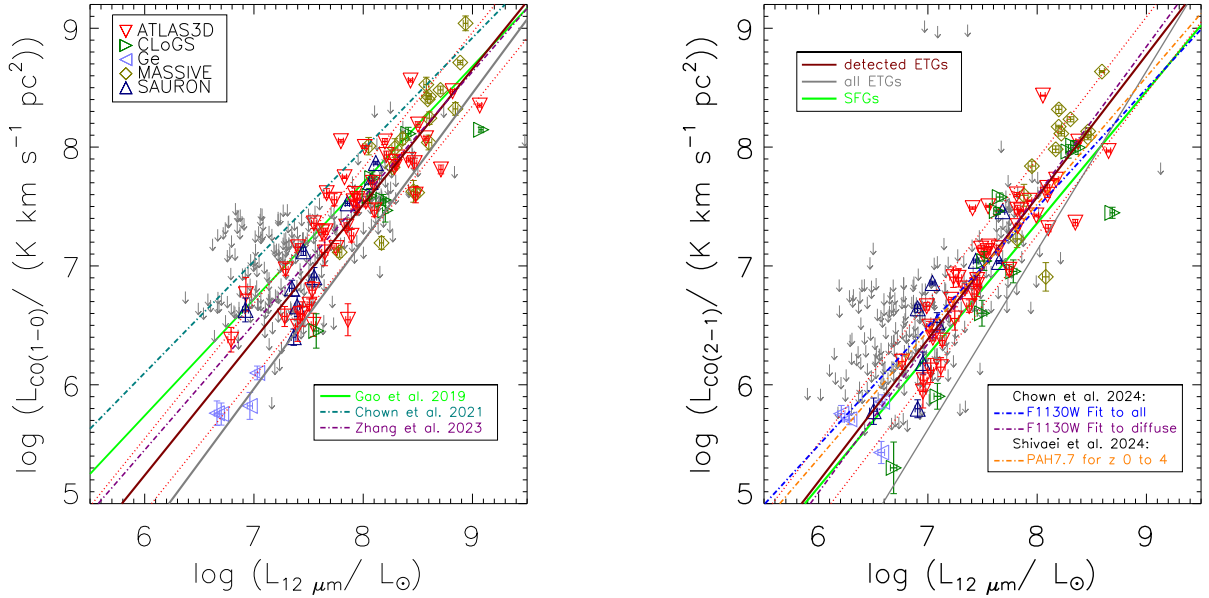 ATLAS3D
CLoGS
Ge
MASSIVE
SAURON
Gao et al. 2019
Chown et al. 2021
Zhang et al. 2023
9
8
7
6
5
6
7
8
9
log (L_CO(1−0)/ (K km s⁻¹ pc²))
log (L_12 μm/ L_⊙)
detected ETGs
all ETGs
SFGs
Chown et al. 2024:
F1130W Fit to all
F1130W Fit to diffuse
Shivaei et al. 2024:
PAH7.7 for z 0 to 4
9
8
7
6
5
6
7
8
9
log (L_CO(2−1)/ (K km s⁻¹ pc²))
log (L_12 μm/ L_⊙)